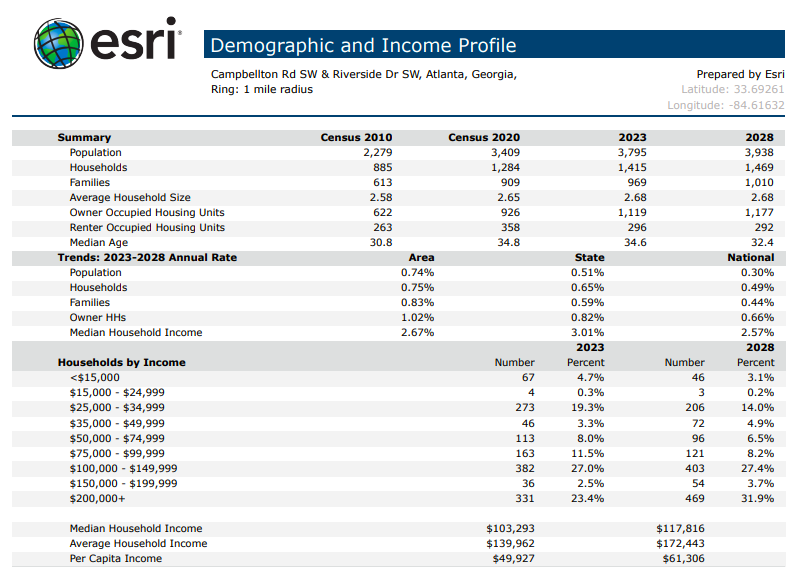 esri®
Demographic and Income Profile
Campbellton Rd SW & Riverside Dr SW, Atlanta, Georgia, Prepared by Esri
Ring: 1 mile radius Latitude: 33.69261
Longitude: -84.61632
Summary Census 2010 Census 2020 2023 2028
Population 2,279 3,409 3,795 3,938
Households 885 1,284 1,415 1,469
Families 613 909 969 1,010
Average Household Size 2.58 2.65 2.68 2.68
Owner Occupied Housing Units 622 926 1,119 1,177
Renter Occupied Housing Units 263 358 296 292
Median Age 30.8 34.8 34.6 32.4
Trends: 2023-2028 Annual Rate Area State National
Population 0.74% 0.51% 0.30%
Households 0.75% 0.65% 0.49%
Families 0.83% 0.59% 0.44%
Owner HHs 1.02% 0.82% 0.66%
Median Household Income 2.67% 3.01% 2.57%
2023 2028
Households by Income Number Percent Number Percent
<$15,000 67 4.7% 46 3.1%
$15,000 - $24,999 4 0.3% 3 0.2%
$25,000 - $34,999 273 19.3% 206 14.0%
$35,000 - $49,999 46 3.3% 72 4.9%
$50,000 - $74,999 113 8.0% 96 6.5%
$75,000 - $99,999 163 11.5% 121 8.2%
$100,000 - $149,999 382 27.0% 403 27.4%
$150,000 - $199,999 36 2.5% 54 3.7%
$200,000+ 331 23.4% 469 31.9%
Median Household Income $103,293 $117,816
Average Household Income $139,962 $172,443
Per Capita Income $49,927 $61,306